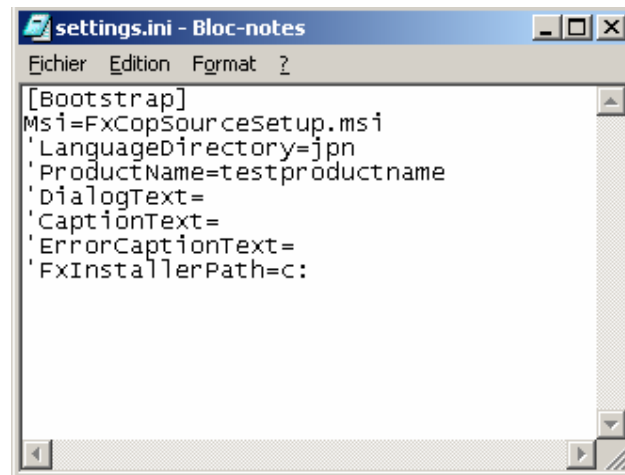 settings.ini - Bloc-notes
Fichier Edition Format ?
[Bootstrap]
Msi=FxCopSourceSetup.msi
'LanguageDirectory=jpn
'ProductName=testproductname
'DialogText=
'CaptionText=
'ErrorCaptionText=
'FxInstallerPath=c: